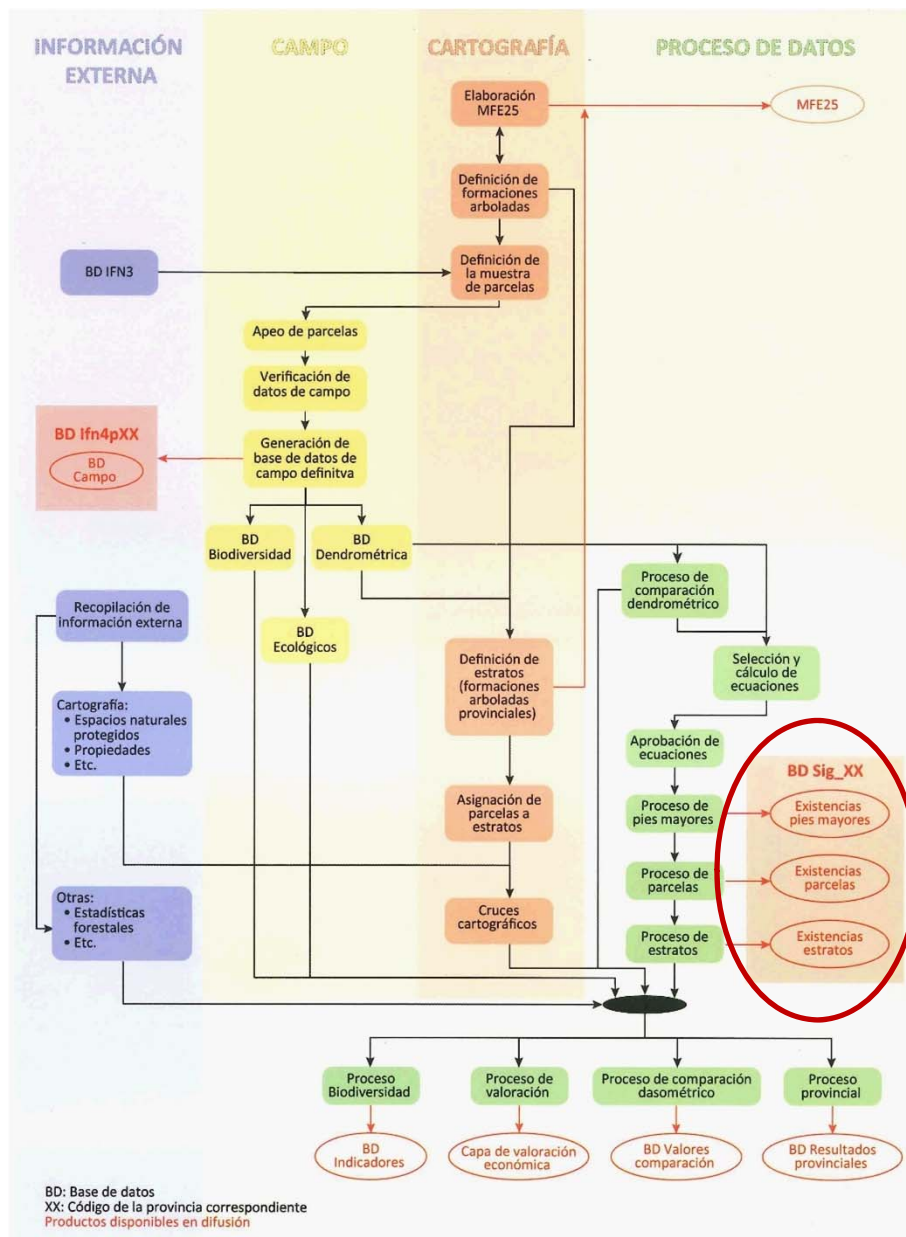 INFORMACIÓN
EXTERNA
CAMPO
CARTOGRAFÍA
PROCESO DE DATOS
Elaboración
MFE25
MFE25
Definición de
formaciones
arboladas
BD IFN3
Definición de
la muestra
de parcelas
Apeo de parcelas
Verificación de
datos de campo
BD Ifn4pXX
BD
Campo
Generación de
base de datos de
campo definitva
BD
Biodiversidad
BD
Dendrométrica
Proceso de
comparación
dendrométrico
Recopilación de
información externa
BD
Ecológicos
Definición de
estratos
(formaciones
arboladas
provinciales)
Selección y
cálculo de
ecuaciones
Cartografía:
• Espacios naturales
protegidos
• Propiedades
• Etc.
Aprobación de
ecuaciones
BD Sig_XX
Asignación de
parcelas a
estratos
Proceso de
pies mayores
Existencias
pies mayores
Proceso de
parcelas
Existencias
parcelas
Otras:
• Estadísticas
forestales
• Etc.
Cruces
cartográficos
Proceso de
estratos
Existencias
estratos
Proceso
Biodiversidad
Proceso de
valoración
Proceso de comparación
dasométrico
Proceso
provincial
BD
Indicadores
Capa de valoración
económica
BD Valores
comparación
BD Resultados
provinciales
BD: Base de datos
XX: Código de la provincia correspondiente
Productos disponibles en difusión